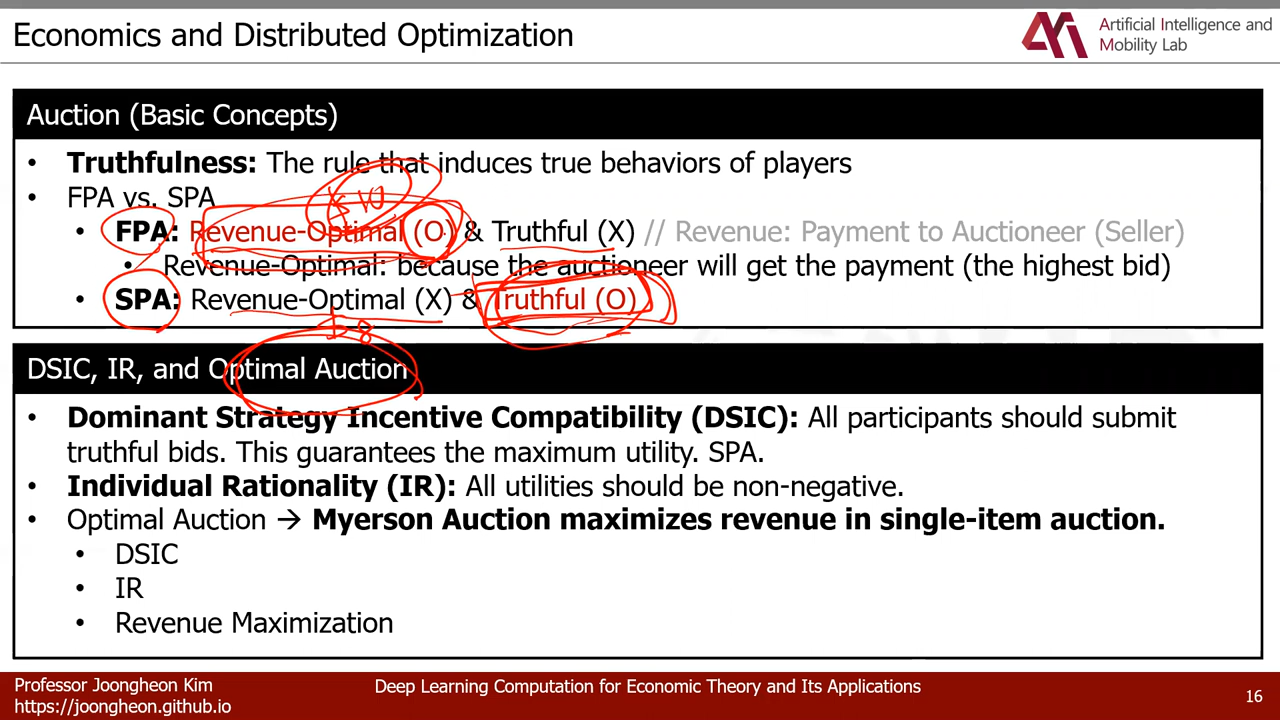 Economics and Distributed Optimization
Artificial Intelligence and
Mobility Lab
Auction (Basic Concepts)
• Truthfulness: The rule that induces true behaviors of players
• FPA vs. SPA
• FPA: Revenue-Optimal (O) & Truthful (X) // Revenue: Payment to Auctioneer (Seller)
• Revenue-Optimal: because the auctioneer will get the payment (the highest bid)
• SPA: Revenue-Optimal (X) & Truthful (O)
DSIC, IR, and Optimal Auction
• Dominant Strategy Incentive Compatibility (DSIC): All participants should submit
truthful bids. This guarantees the maximum utility. SPA.
• Individual Rationality (IR): All utilities should be non-negative.
• Optimal Auction → Myerson Auction maximizes revenue in single-item auction.
• DSIC
• IR
• Revenue Maximization
Professor Joongheon Kim
https://joongheon.github.io
Deep Learning Computation for Economic Theory and Its Applications
16